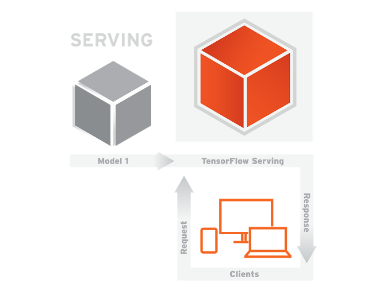 SERVING
Model 1
TensorFlow Serving
Request
Response
Clients